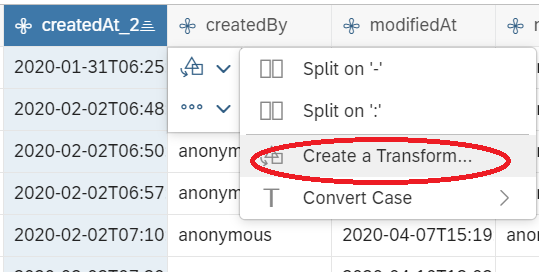 createdAt_2 createdBy modifiedAt
2020-01-31T06:25 Split on '-'
2020-02-02T06:48 Split on ':'
2020-02-02T06:50 anonym Create a Transform...
2020-02-02T06:57 anonym Convert Case
2020-02-02T07:10 anonymous 2020-04-07T15:19 anon